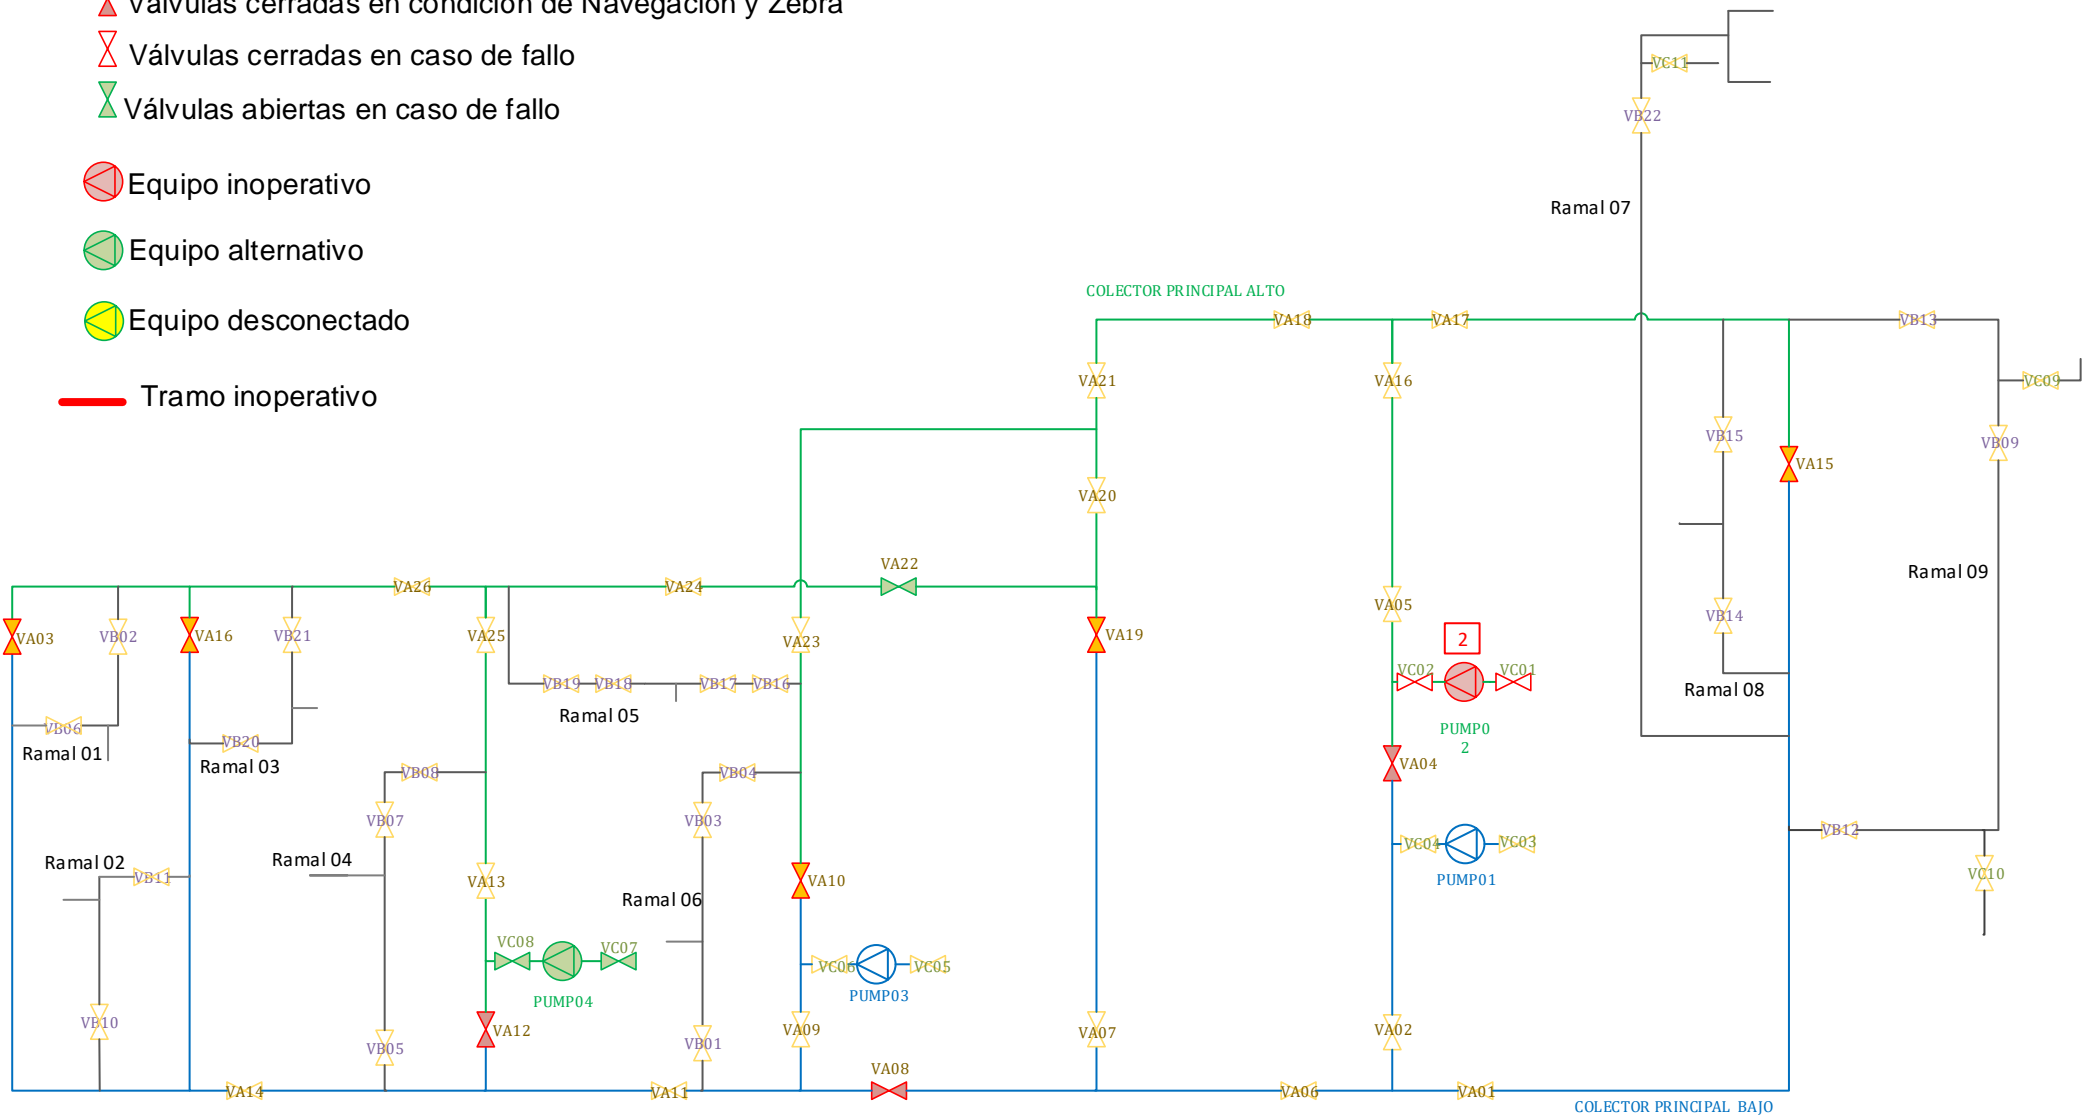 Válvulas cerradas en condición de Navegación y Zebra
Válvulas cerradas en caso de fallo
Válvulas abiertas en caso de fallo
Equipo inoperativo
Equipo alternativo
Equipo desconectado
Tramo inoperativo
VC11
VB22
Ramal 07
COLECTOR PRINCIPAL ALTO
VA18
VA17
VB13
VA21
VA16
VC09
VB15
VB09
VA15
VA20
VA22
VA26
VA24
VA05
VB14
Ramal 09
VA03
VB02
VA16
VB21
VA25
VA23
VA19
2
VC02
VC01
VB19
VB18
VB17
VB16
Ramal 08
Ramal 05
VB06
Ramal 01
VB20
Ramal 03
PUMP0
2
VA04
VB08
VB04
VB07
VB03
VB12
VC04
VC03
Ramal 02
Ramal 04
VB11
VA13
VA10
PUMP01
VC10
Ramal 06
VC08
VC07
VC06
VC05
PUMP04
PUMP03
VB10
VA12
VA09
VA07
VA02
VB05
VB01
VA08
VA14
VA11
VA06
VA01
COLECTOR PRINCIPAL BAJO